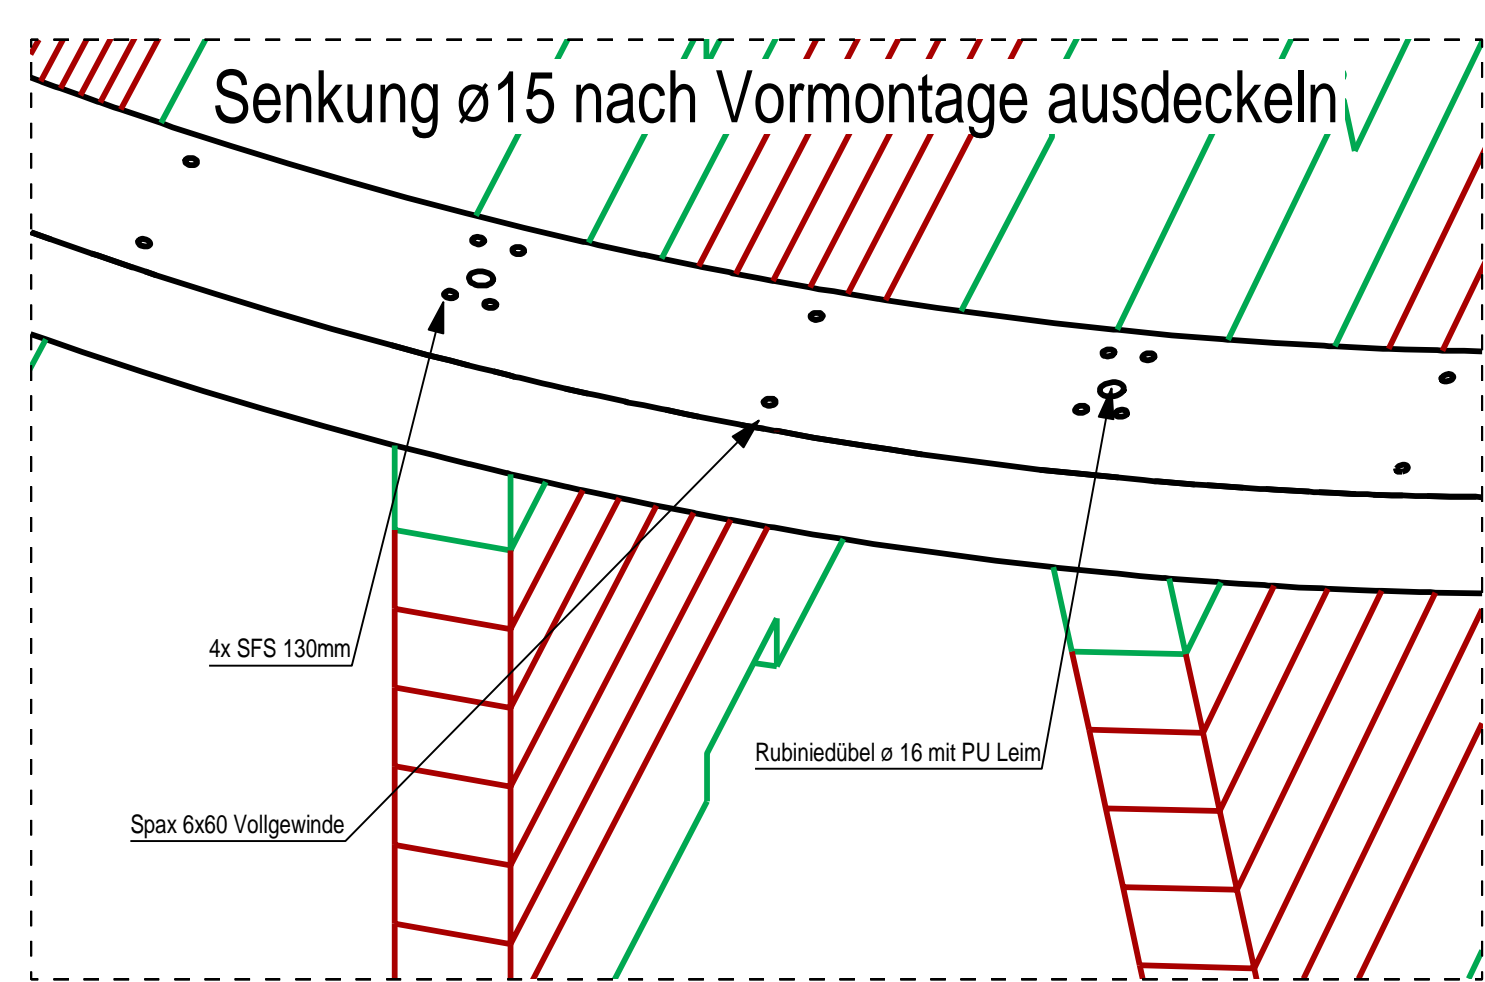 Senkung ø15 nach Vormontage ausdeckeln
4x SFS 130mm
Rubiniedübel ø 16 mit PU Leim
Spax 6x60 Vollgewinde